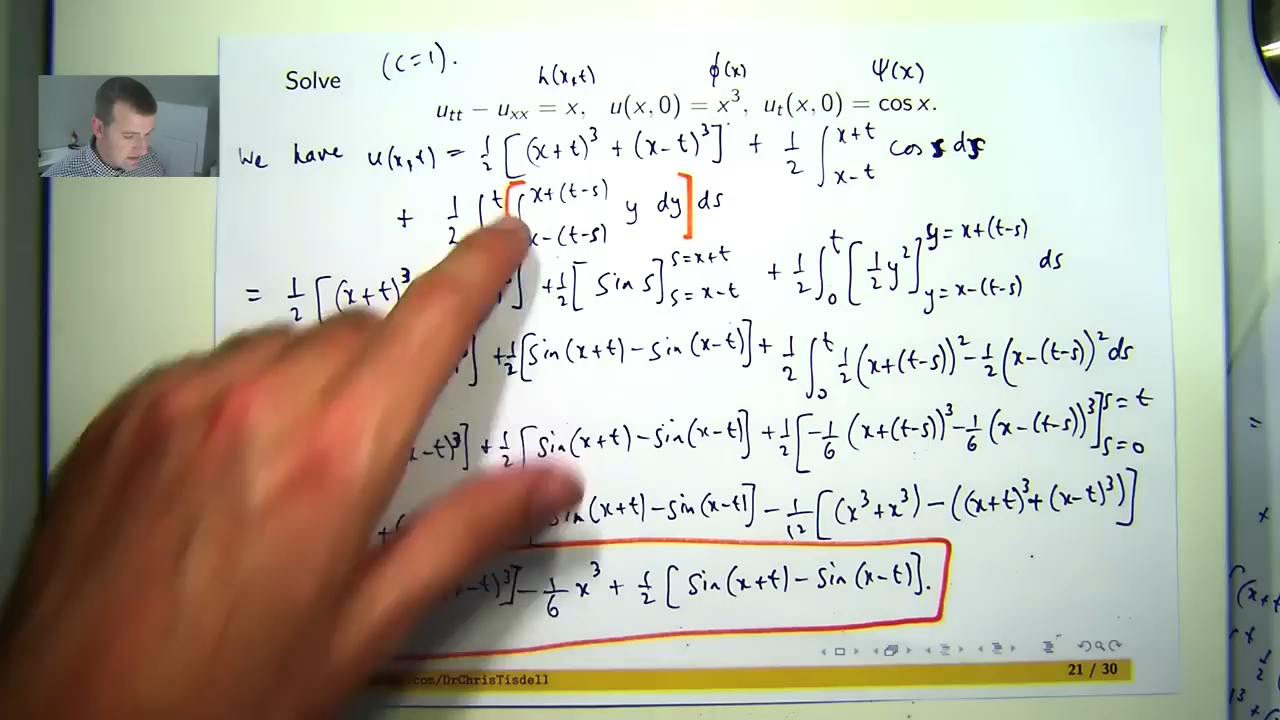 Solve (c=1).
h(x,t) ϕ(x) Ψ(x)
u_tt − u_xx = x, u(x, 0) = x³, u_t(x, 0) = cos x.
We have u(x,t) = ½[(x+t)³ + (x−t)³] + ½ ∫_{x−t}^{x+t} cos s ds
+ ½ ∫^t [∫_{x−(t−s)}^{x+(t−s)} y dy] ds
= ½[(x+t)³ ] + ½[sin s]_{s=x−t}^{s=x+t} + ½ ∫_0^t [½y²]_{y=x−(t−s)}^{y=x+(t−s)} ds
] + ½[sin(x+t) − sin(x−t)] + ½ ∫_0^t ½(x+(t−s))² − ½(x−(t−s))² ds
x−t)³] + ½[sin(x+t) − sin(x−t)] + ½[−⅙(x+(t−s))³ − ⅙(x−(t−s))³]_{s=0}^{s=t}
sin(x+t) − sin(x−t)] − 1/12[(x³+x³) − ((x+t)³ + (x−t)³)]
−t)³] − ⅙x³ + ½[sin(x+t) − sin(x−t)].
com/DrChrisTisdell 21 / 30